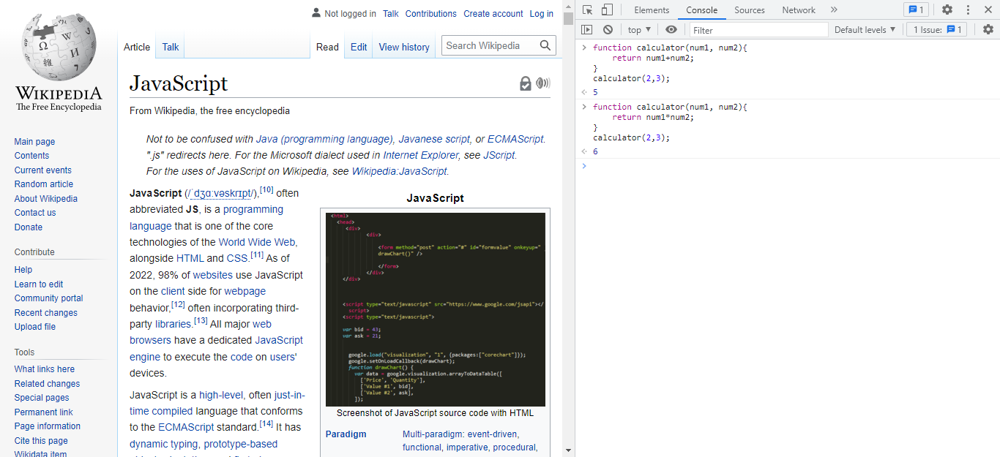 WIKIPEDIA
The Free Encyclopedia
Main page
Contents
Current events
Random article
About Wikipedia
Contact us
Donate
Contribute
Help
Learn to edit
Community portal
Recent changes
Upload file
Tools
What links here
Related changes
Special pages
Permanent link
Page information
Cite this page
Wikidata item
Not logged in Talk Contributions Create account Log in
Article Talk Read Edit View history Search Wikipedia
JavaScript
From Wikipedia, the free encyclopedia
Not to be confused with Java (programming language), Javanese script, or ECMAScript.
".js" redirects here. For the Microsoft dialect used in Internet Explorer, see JScript.
For the uses of JavaScript on Wikipedia, see Wikipedia:JavaScript.
JavaScript (/ˈdʒɑːvəskrɪpt/),[10] often
abbreviated JS, is a programming
language that is one of the core
technologies of the World Wide Web,
alongside HTML and CSS.[11] As of
2022, 98% of websites use JavaScript
on the client side for webpage
behavior,[12] often incorporating third-
party libraries.[13] All major web
browsers have a dedicated JavaScript
engine to execute the code on users'
devices.
JavaScript is a high-level, often just-in-
time compiled language that conforms
to the ECMAScript standard.[14] It has
dynamic typing, prototype-based
JavaScript
<html>
<head>
<div>
<div>
<form method="post" action="#" id="formvalue" onkeyup="
drawChart()" />
</form>
</div>
</div>
<script type="text/javascript" src="https://www.google.com/jsapi"></
script>
<script type="text/javascript">
var bid = 43;
var ask = 21;
google.load("visualization", "1", {packages:["corechart"]});
google.setOnLoadCallback(drawChart);
function drawChart() {
var data = google.visualization.arrayToDataTable([
['Price', 'Quantity'],
['Value #1', bid],
['Value #2', ask],
]);
Screenshot of JavaScript source code with HTML
Paradigm Multi-paradigm: event-driven,
functional, imperative, procedural,
Elements Console Sources Network » 1
top Filter Default levels 1 Issue: 1
> function calculator(num1, num2){
return num1+num2;
}
calculator(2,3);
5
> function calculator(num1, num2){
return num1*num2;
}
calculator(2,3);
6
>